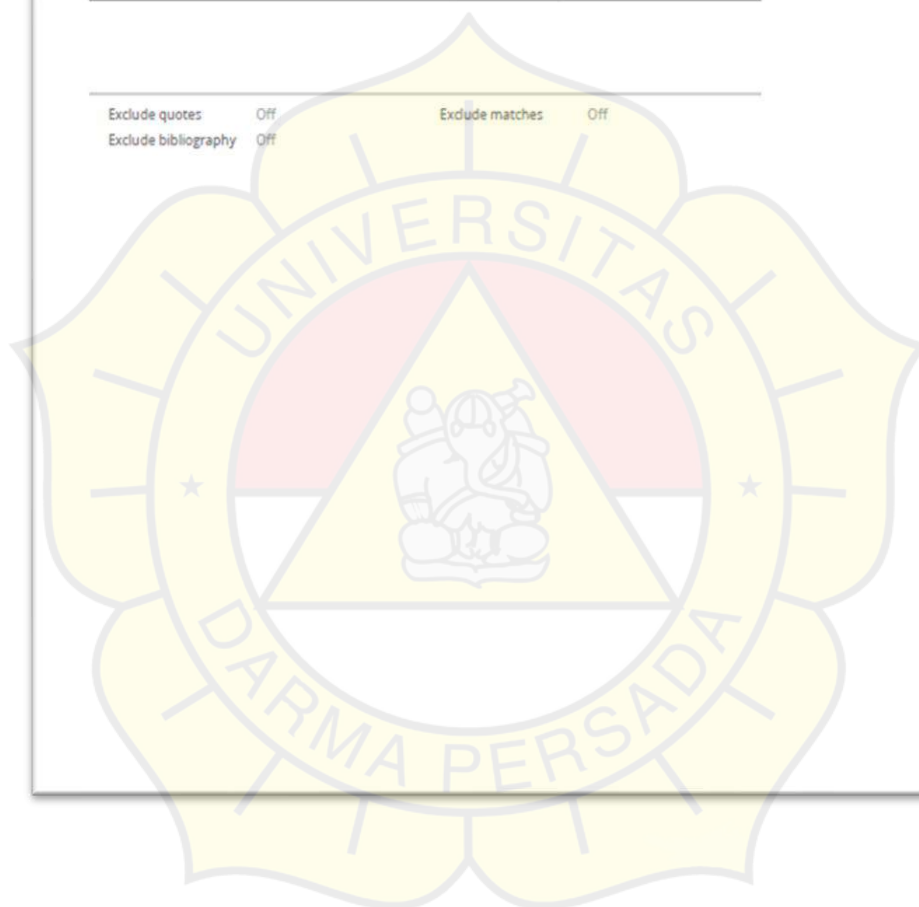 Exclude quotes Off Exclude matches Off
Exclude bibliography Off
UNIVERSITAS
DARMA PERSADA